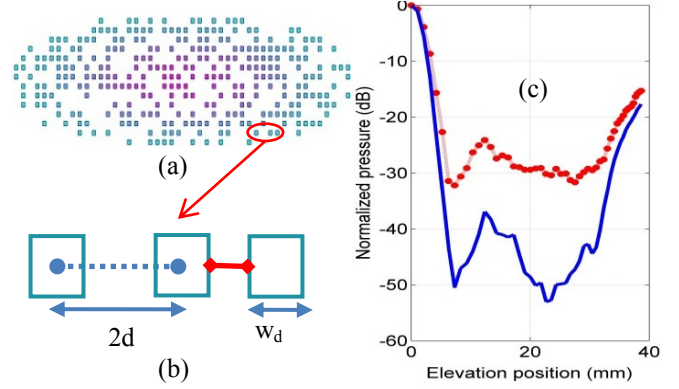 (a)
2d
w_d
(b)
(c)
Normalized pressure (dB)
0
-10
-20
-30
-40
-50
-60
0
20
40
Elevation position (mm)